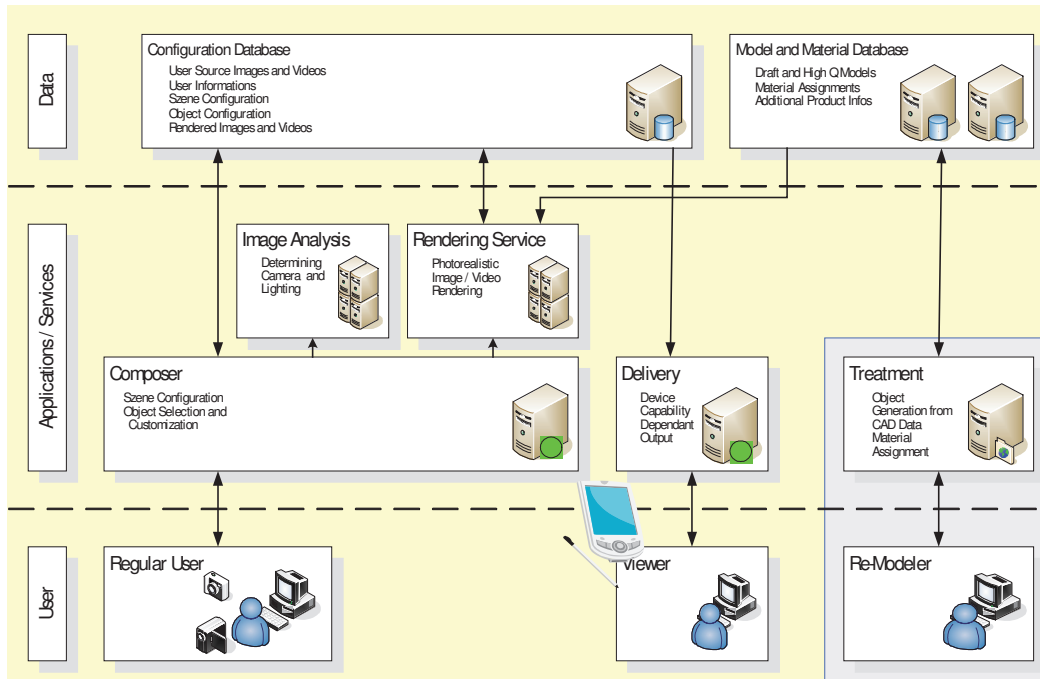 Data
Configuration Database
User Source Images and Videos
User Informations
Szene Configuration
Object Configuration
Rendered Images and Videos
Model and Material Database
Draft and High Q Models
Material Assignments
Additional Product Infos
Applications / Services
Image Analysis
Determining
Camera and
Lighting
Rendering Service
Photorealistic
Image / Video
Rendering
Composer
Szene Configuration
Object Selection and
Customization
Delivery
Device
Capability
Dependant
Output
Treatment
Object
Generation from
CAD Data
Material
Assignment
User
Regular User
Viewer
Re-Modeler